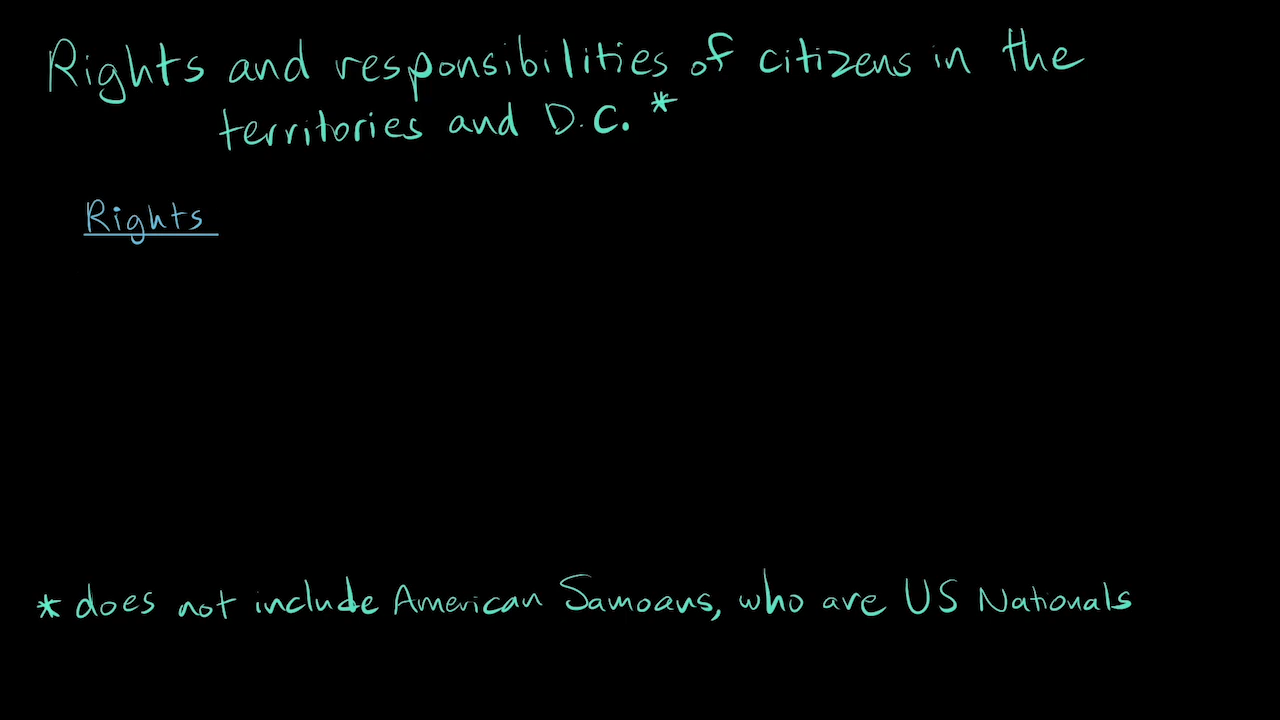 Rights and responsibilities of citizens in the
territories and D.C. *
Rights
* does not include American Samoans, who are US Nationals